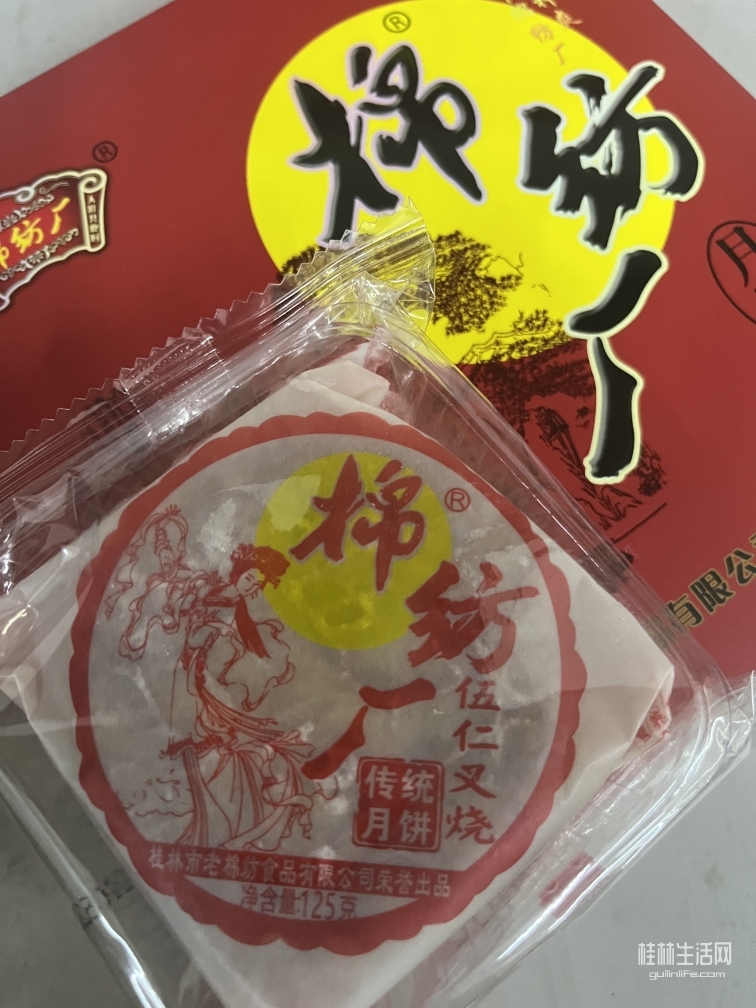 ®
棉纺厂
®
棉纺厂
月
有限公司
棉纺厂
®
伍仁叉烧
传统
月饼
桂林市老棉纺食品有限公司荣誉出品
净含量:125克
桂林生活网
guilinlife.com